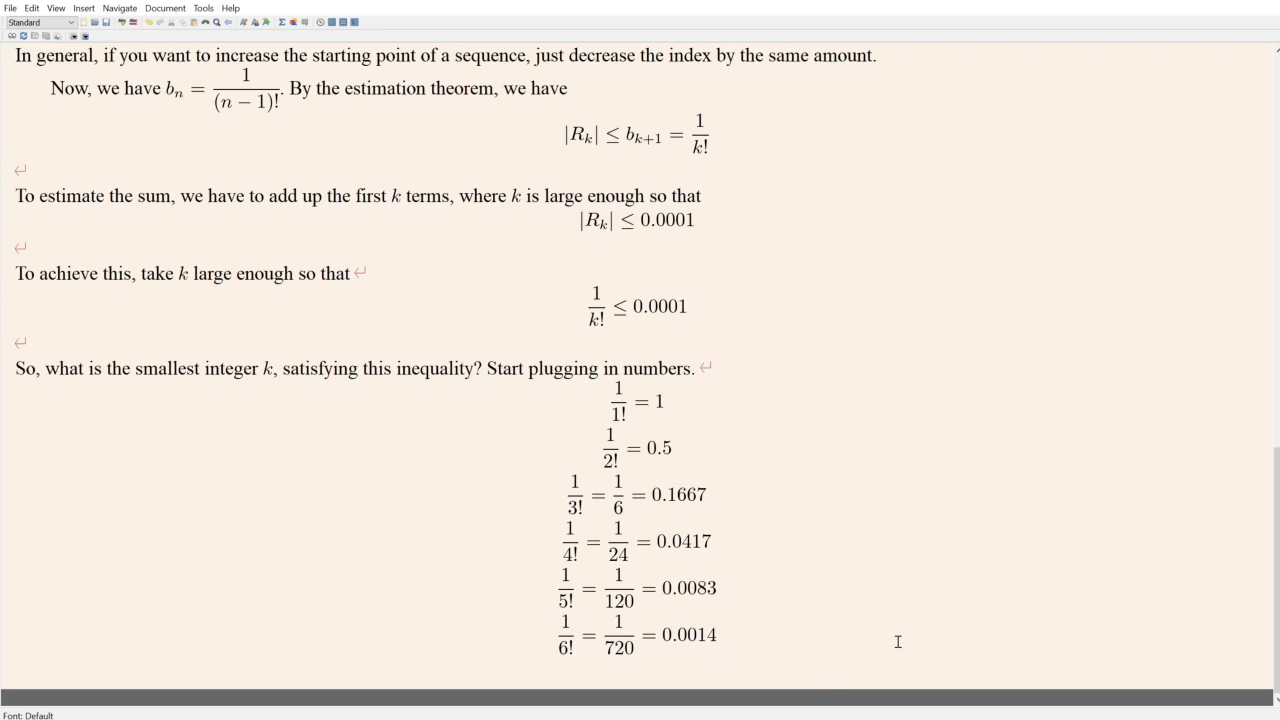 File Edit View Insert Navigate Document Tools Help
Standard
In general, if you want to increase the starting point of a sequence, just decrease the index by the same amount.
Now, we have bₙ = 1/(n − 1)!. By the estimation theorem, we have
|Rₖ| ≤ bₖ₊₁ = 1/k!
To estimate the sum, we have to add up the first k terms, where k is large enough so that
|Rₖ| ≤ 0.0001
To achieve this, take k large enough so that
1/k! ≤ 0.0001
So, what is the smallest integer k, satisfying this inequality? Start plugging in numbers.
1/1! = 1
1/2! = 0.5
1/3! = 1/6 = 0.1667
1/4! = 1/24 = 0.0417
1/5! = 1/120 = 0.0083
1/6! = 1/720 = 0.0014
Font: Default